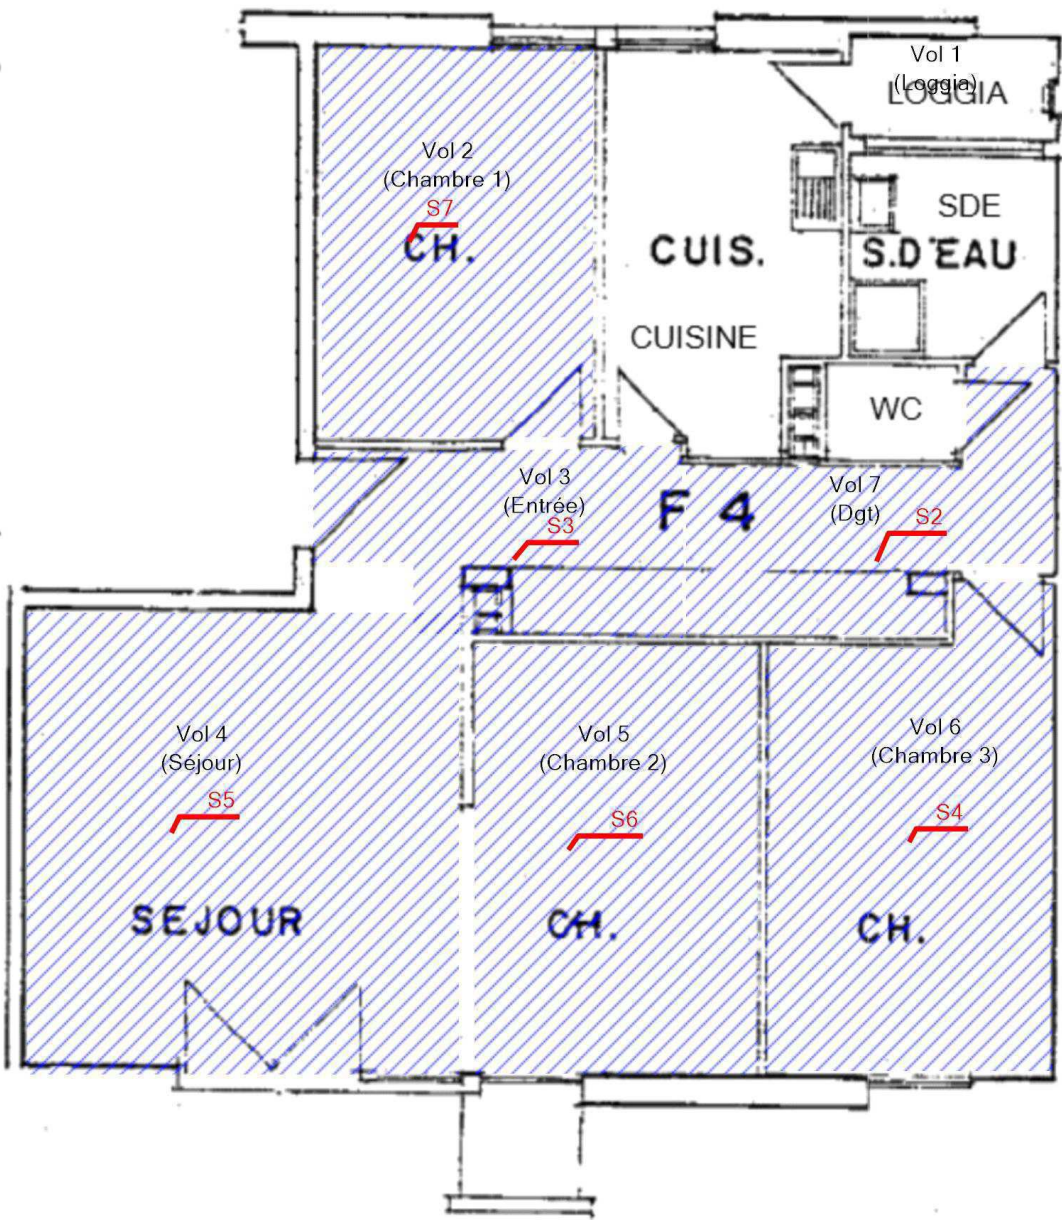 Vol 1
(Loggia)
LOGGIA
Vol 2
(Chambre 1)
S7
CH.
CUIS.
SDE
S.D'EAU
CUISINE
WC
Vol 3
(Entrée)
S3
F 4
Vol 7
(Dgt)
S2
Vol 4
(Séjour)
S5
SEJOUR
Vol 5
(Chambre 2)
S6
CH.
Vol 6
(Chambre 3)
S4
CH.